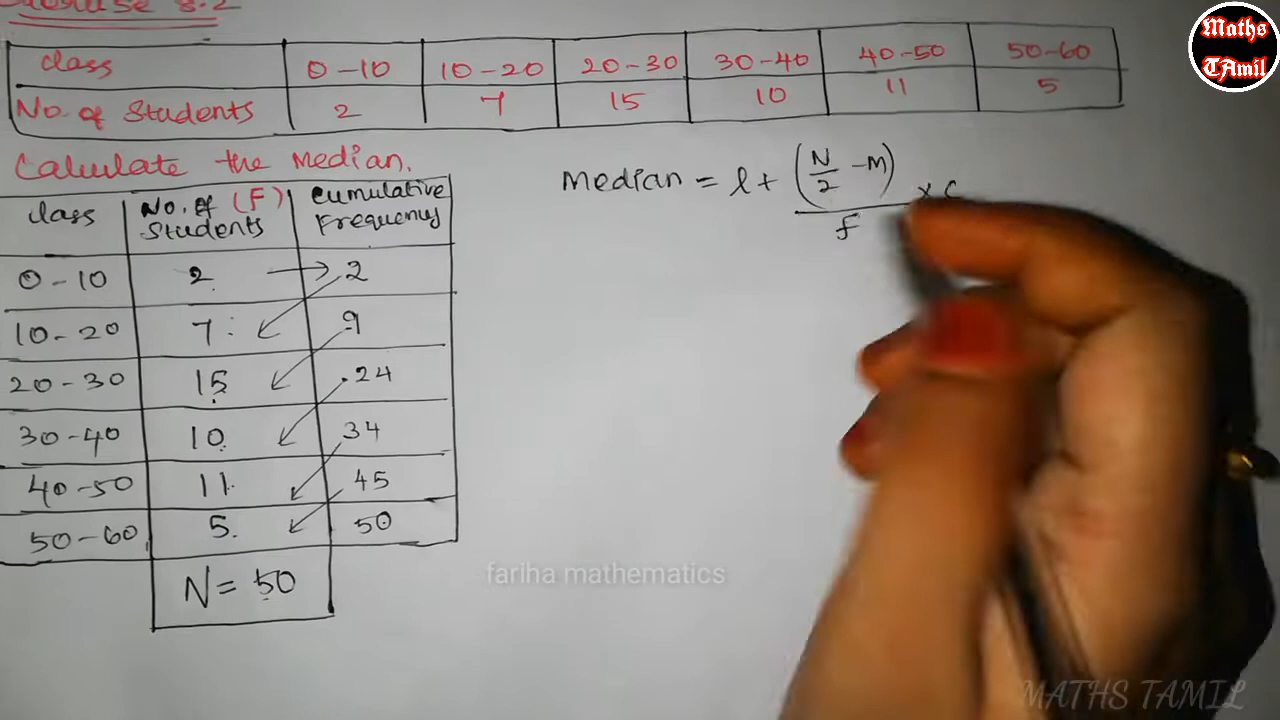 Exercise 8.2
Maths TAmil
class 0-10 10-20 20-30 30-40 40-50 50-60
No. of Students 2 7 15 10 11 5
Calculate the Median.
Median = l + (N/2 - M)/F × C
class No. of (F) Students Cumulative Frequency
0-10 2 2
10-20 7 9
20-30 15 24
30-40 10 34
40-50 11 45
50-60 5 50
N = 50
fariha mathematics
MATHS TAMIL